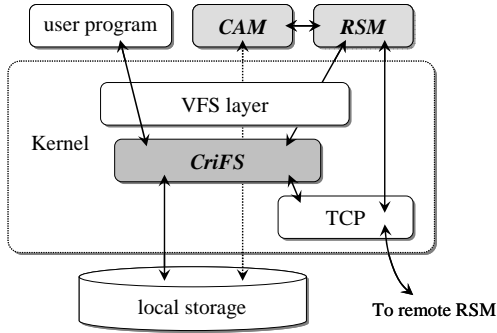 user program
CAM
RSM
VFS layer
Kernel
CriFS
TCP
local storage
To remote RSM